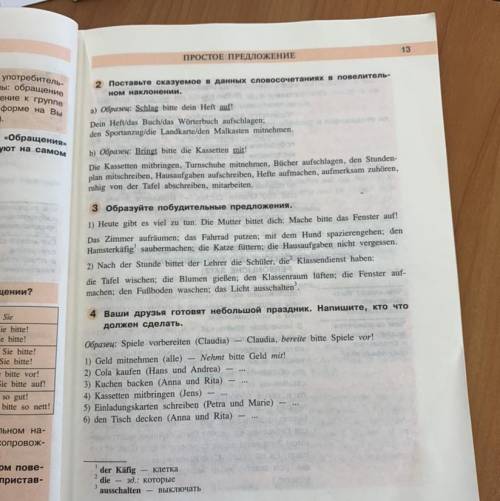 ПРОСТОЕ ПРЕДЛОЖЕНИЕ
13
2 Поставьте сказуемое в данных словосочетаниях в повелитель-
ном наклонении.
a) Образец: Schlag bitte dein Heft auf!
Dein Heft/das Buch/das Wörterbuch aufschlagen;
den Sportanzug/die Landkarte/den Malkasten mitnehmen.
b) Образец: Bringt bitte die Kassetten mit!
Die Kassetten mitbringen, Turnschuhe mitnehmen, Bücher aufschlagen, den Stunden-
plan mitschreiben, Hausaufgaben aufschreiben, Hefte aufmachen, aufmerksam zuhören,
ruhig von der Tafel abschreiben, mitarbeiten.
3 Образуйте побудительные предложения.
1) Heute gibt es viel zu tun. Die Mutter bittet dich: Mache bitte das Fenster auf!
Das Zimmer aufräumen; das Fahrrad putzen; mit dem Hund spazierengehen; den
Hamsterkäfig¹ saubermachen; die Katze füttern; die Hausaufgaben nicht vergessen.
2) Nach der Stunde bittet der Lehrer die Schüler, die² Klassendienst haben:
die Tafel wischen; die Blumen gießen; den Klassenraum lüften; die Fenster auf-
machen; den Fußboden waschen; das Licht ausschalten³.
4 Ваши друзья готовят небольшой праздник. Напишите, кто что
должен сделать.
Образец: Spiele vorbereiten (Claudia) — Claudia, bereite bitte Spiele vor!
1) Geld mitnehmen (alle) — Nehmt bitte Geld mit!
2) Cola kaufen (Hans und Andrea) — ...
3) Kuchen backen (Anna und Rita) — ...
4) Kassetten mitbringen (Jens) — ...
5) Einladungskarten schreiben (Petra und Marie) — ...
6) den Tisch decken (Anna und Rita) — ...
¹ der Käfig — клетка
² die — зд.: которые
³ ausschalten — выключать
употребитель-
ы: обращение
ение к группе
форме на Вы
«Обращения»
уют на самом
щении?
Sie
ie bitte!
e bitte!
Sie bitte!
Sie bitte!
bitte vor!
Sie bitte auf!
so gut!
bitte so nett!
льном на-
опровож-
ом пове-
пристав-